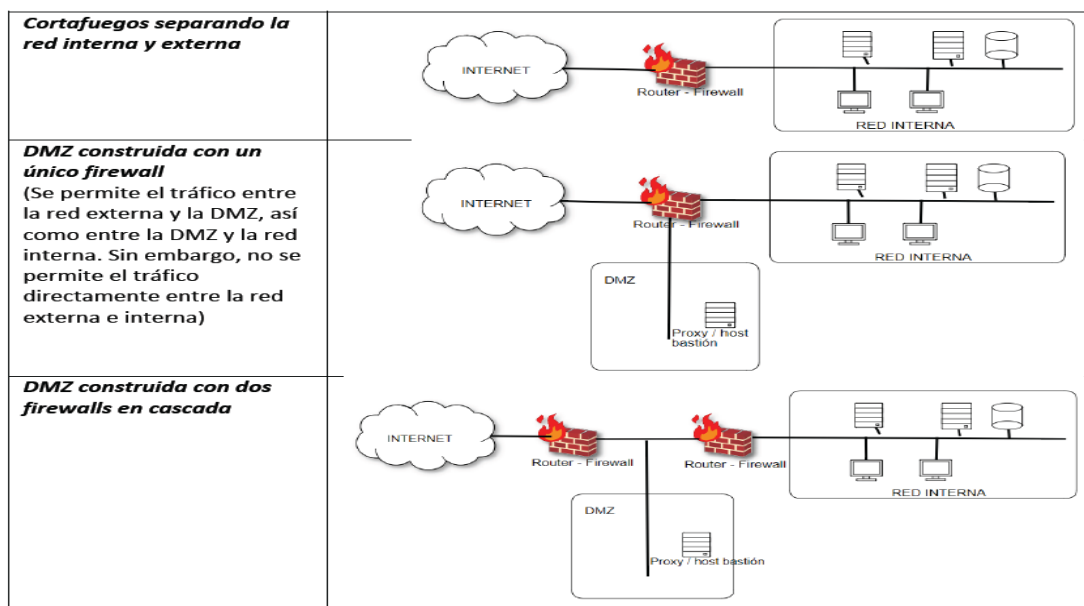 Cortafuegos separando la
red interna y externa
INTERNET
Router - Firewall
RED INTERNA
DMZ construida con un
único firewall
(Se permite el tráfico entre
la red externa y la DMZ, así
como entre la DMZ y la red
interna. Sin embargo, no se
permite el tráfico
directamente entre la red
externa e interna)
INTERNET
Router - Firewall
RED INTERNA
DMZ
Proxy / host
bastión
DMZ construida con dos
firewalls en cascada
INTERNET
Router - Firewall
Router - Firewall
RED INTERNA
DMZ
Proxy / host bastión